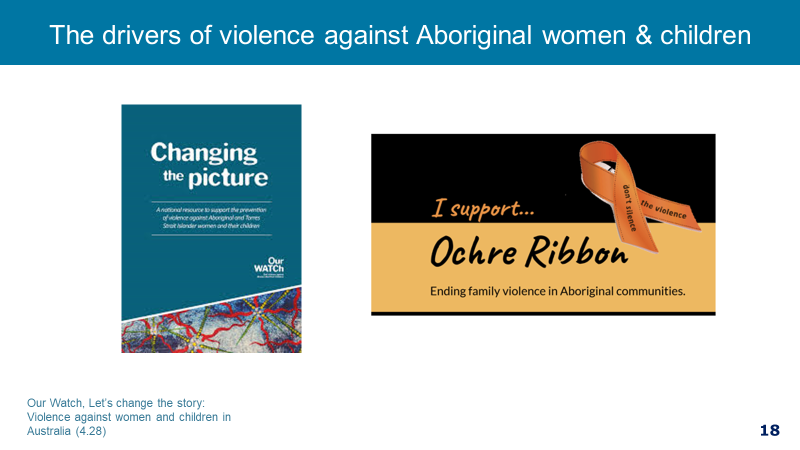 The drivers of violence against Aboriginal women & children
Changing
the picture
A national resource to support the prevention
of violence against Aboriginal and Torres
Strait Islander women and their children
Our
WATCh
I support...
don't silence
the violence
Ochre Ribbon
Ending family violence in Aboriginal communities.
Our Watch, Let's change the story:
Violence against women and children in
Australia (4.28)
18